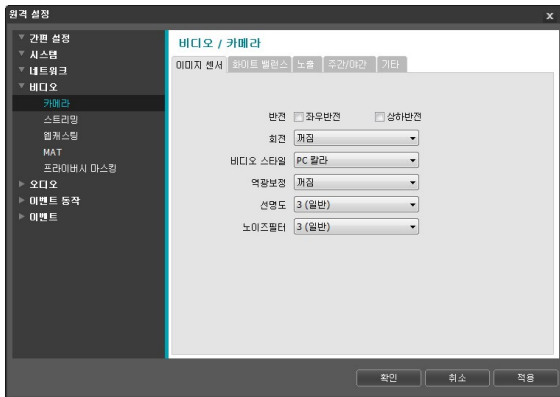 원격 설정
x
간편 설정
시스템
네트워크
비디오
카메라
스트리밍
웹캐스팅
MAT
프라이버시 마스킹
오디오
이벤트 동작
이벤트
비디오 / 카메라
이미지 센서 화이트 밸런스 노출 주간/야간 기타
반전 좌우반전 상하반전
회전 꺼짐
비디오 스타일 PC 칼라
역광보정 꺼짐
선명도 3 (일반)
노이즈필터 3 (일반)
확인 취소 적용